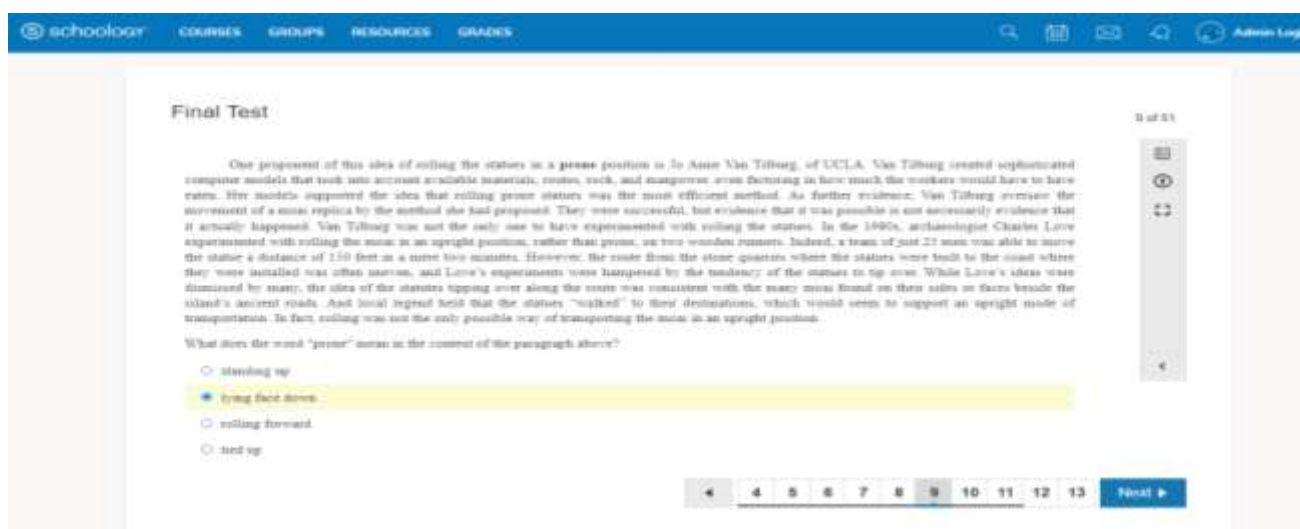 schoology COURSES GROUPS RESOURCES GRADES Admin Log
Final Test
9 of 51
One proponent of this idea of rolling the statues in a prone position is Jo Anne Van Tilburg, of UCLA. Van Tilburg created sophisticated
computer models that took into account available materials, routes, rock, and manpower, even factoring in how much the workers would have to have
eaten. Her models supported the idea that rolling prone statues was the most efficient method. As further evidence, Van Tilburg oversaw the
movement of a moai replica by the method she had proposed. They were successful, but evidence that it was possible is not necessarily evidence that
it actually happened. Van Tilburg was not the only one to have experimented with rolling the statues. In the 1980s, archaeologist Charles Love
experimented with rolling the moai in an upright position, rather than prone, on two wooden runners. Indeed, a team of just 25 men was able to move
the statue a distance of 150 feet in a mere two minutes. However, the route from the stone quarries where the statues were built to the coast where
they were installed was often uneven, and Love's experiments were hampered by the tendency of the statues to tip over. While Love's ideas were
dismissed by many, the idea of the statutes tipping over along the route was consistent with the many moai found on their sides or faces beside the
island's ancient roads. And local legend held that the statues "walked" to their destinations, which would seem to support an upright mode of
transportation. In fact, rolling was not the only possible way of transporting the moai in an upright position.
What does the word "prone" mean in the context of the paragraph above?
standing up
lying face down
rolling forward
tied up
4 5 6 7 8 9 10 11 12 13 Next